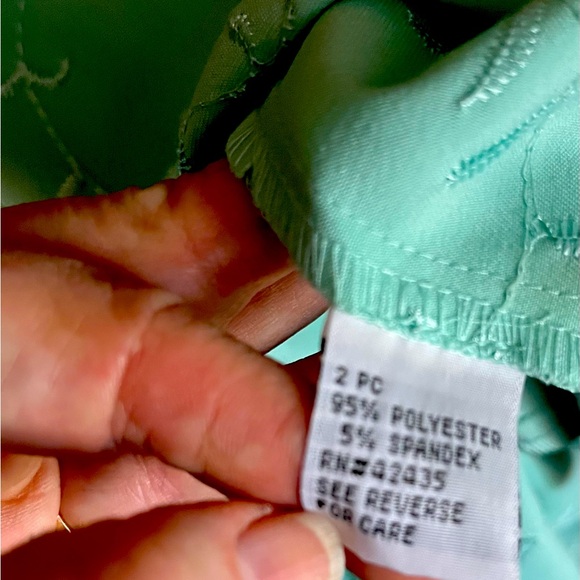 2 PC
95% POLYESTER
5% SPANDEX
RN#42435
SEE REVERSE
FOR CARE